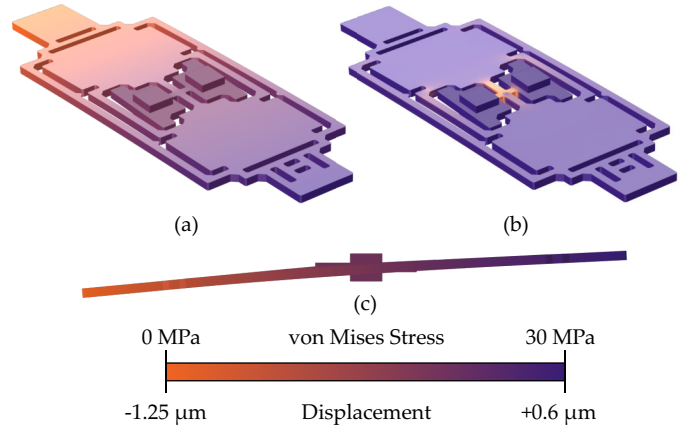 (a)
(b)
(c)
0 MPa von Mises Stress 30 MPa
-1.25 µm Displacement +0.6 µm